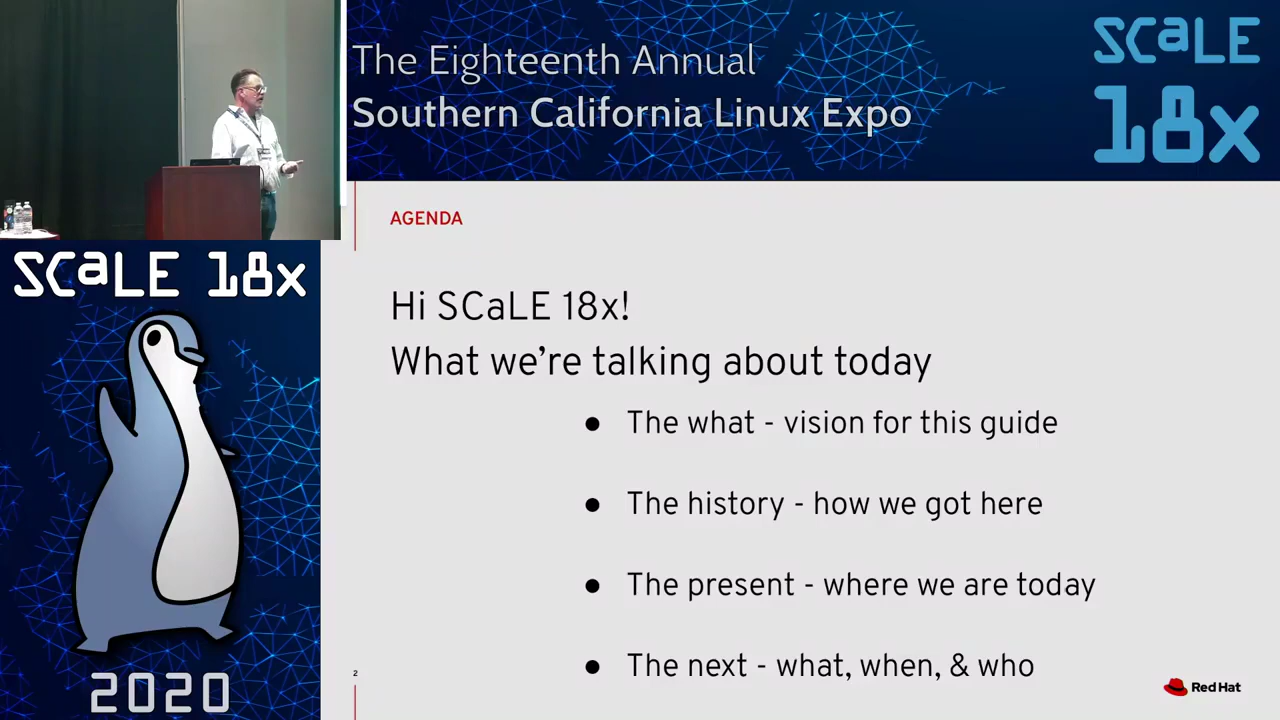 The Eighteenth Annual
Southern California Linux Expo
SCaLE
18x
SCaLE 18x
2020
AGENDA
Hi SCaLE 18x!
What we’re talking about today
● The what - vision for this guide
● The history - how we got here
● The present - where we are today
● The next - what, when, & who
2
Red Hat